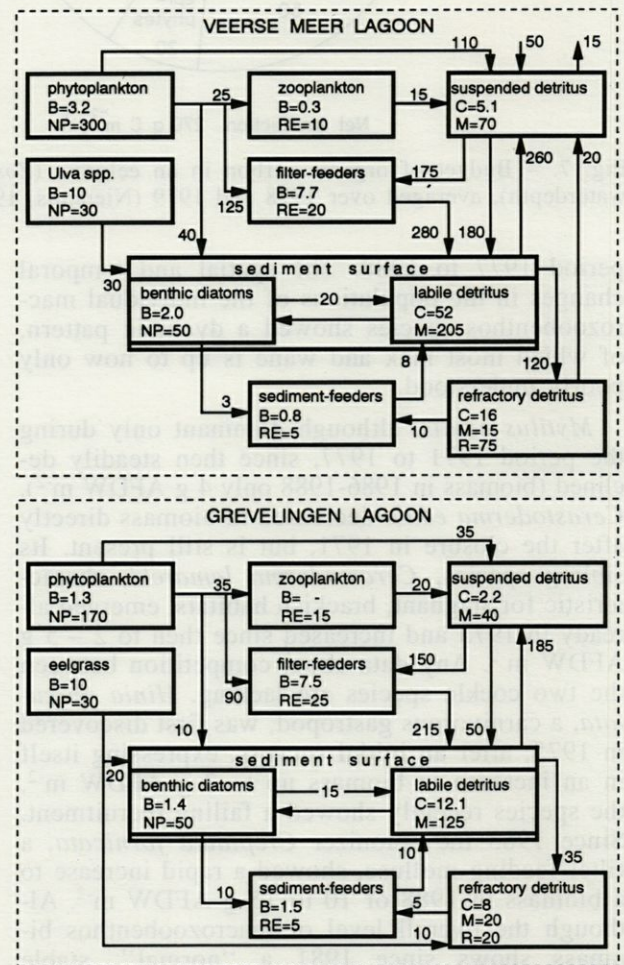 VEERSE MEER LAGOON
110
50
15
phytoplankton
B=3.2
NP=300
25
zooplankton
B=0.3
RE=10
15
suspended detritus
C=5.1
M=70
Ulva spp.
B=10
NP=30
125
filter-feeders
B=7.7
RE=20
175
260
20
40
280
180
30
sediment surface
benthic diatoms
B=2.0
NP=50
20
labile detritus
C=52
M=205
8
120
3
sediment-feeders
B=0.8
RE=5
10
refractory detritus
C=16
M=15
R=75
GREVELINGEN LAGOON
35
phytoplankton
B=1.3
NP=170
35
zooplankton
B=
RE=15
20
suspended detritus
C=2.2
M=40
eelgrass
B=10
NP=30
90
filter-feeders
B=7.5
RE=25
150
185
10
215
50
20
sediment surface
benthic diatoms
B=1.4
NP=50
15
labile detritus
C=12.1
M=125
10
35
10
sediment-feeders
B=1.5
RE=5
5
10
refractory detritus
C=8
M=20
R=20